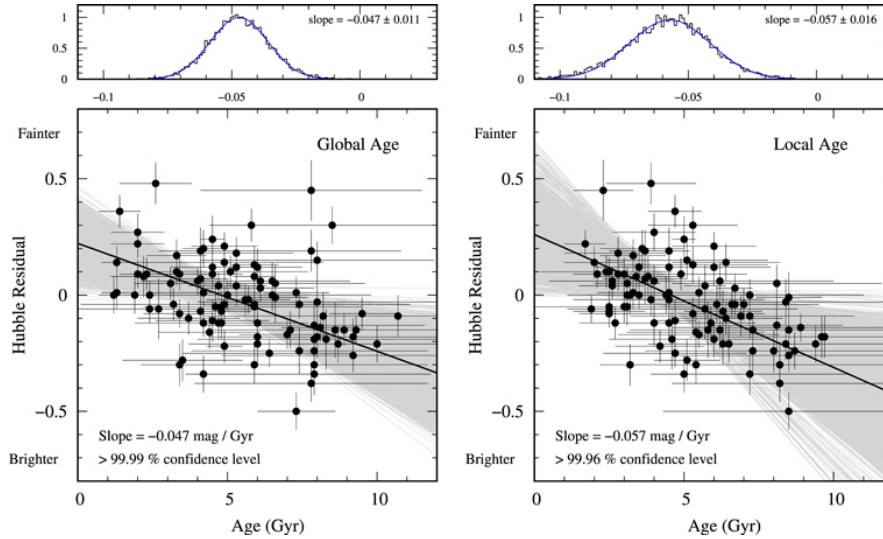 slope = −0.047 ± 0.011
1
0.5
0
−0.1
−0.05
0
Fainter
Global Age
0.5
0
−0.5
Hubble Residual
Slope = −0.047 mag / Gyr
Brighter
> 99.99 % confidence level
0
5
10
Age (Gyr)
slope = −0.057 ± 0.016
1
0.5
0
−0.1
−0.05
0
Fainter
Local Age
0.5
0
−0.5
Hubble Residual
Slope = −0.057 mag / Gyr
Brighter
> 99.96 % confidence level
0
5
10
Age (Gyr)